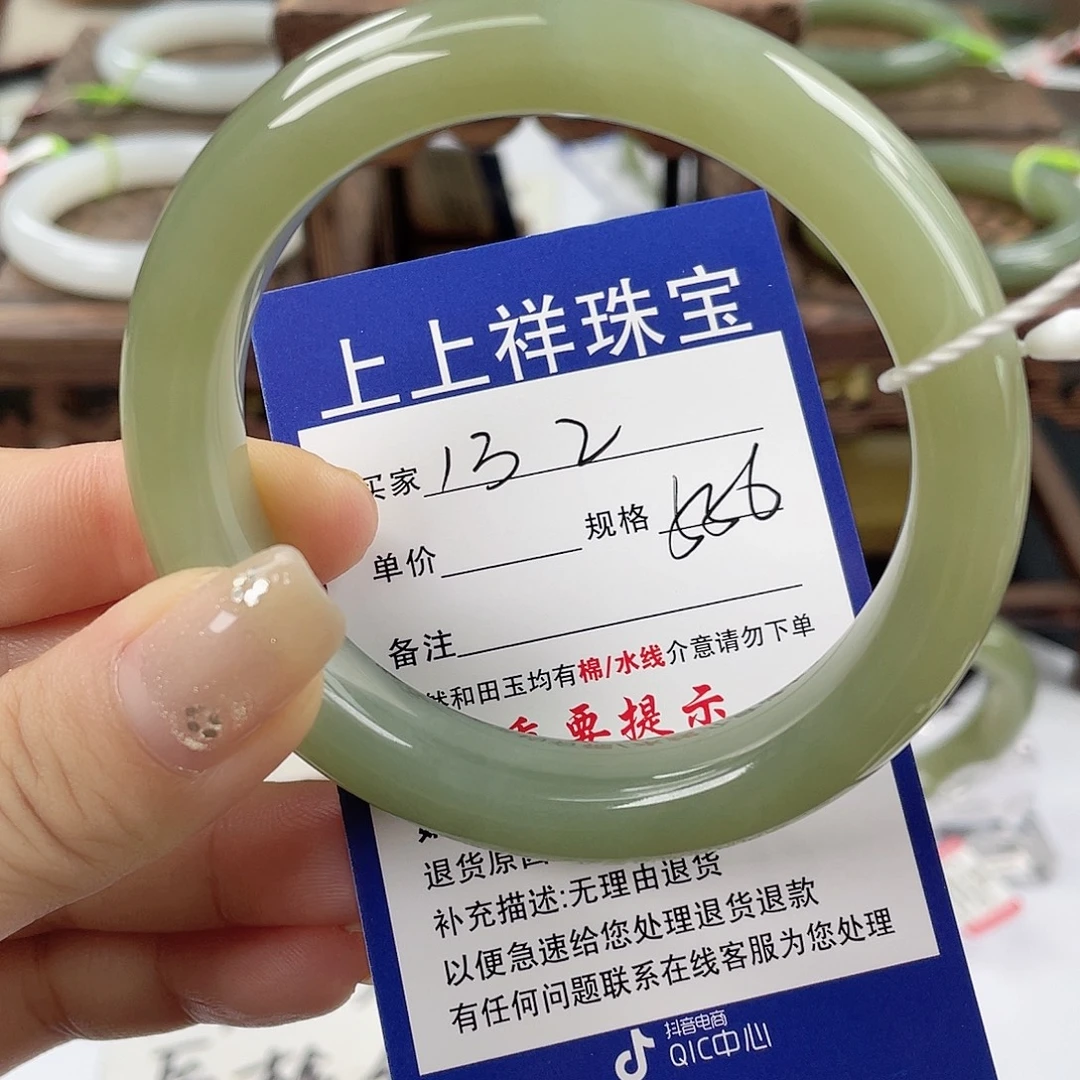 上上祥珠宝
买家 132
单价
规格
备注
然和田玉均有棉/水线介意请勿下单
重要提示
退货原因
补充描述:无理由退货
以便急速给您处理退货退款
有任何问题联系在线客服为您处理
抖音电商
QIC中心